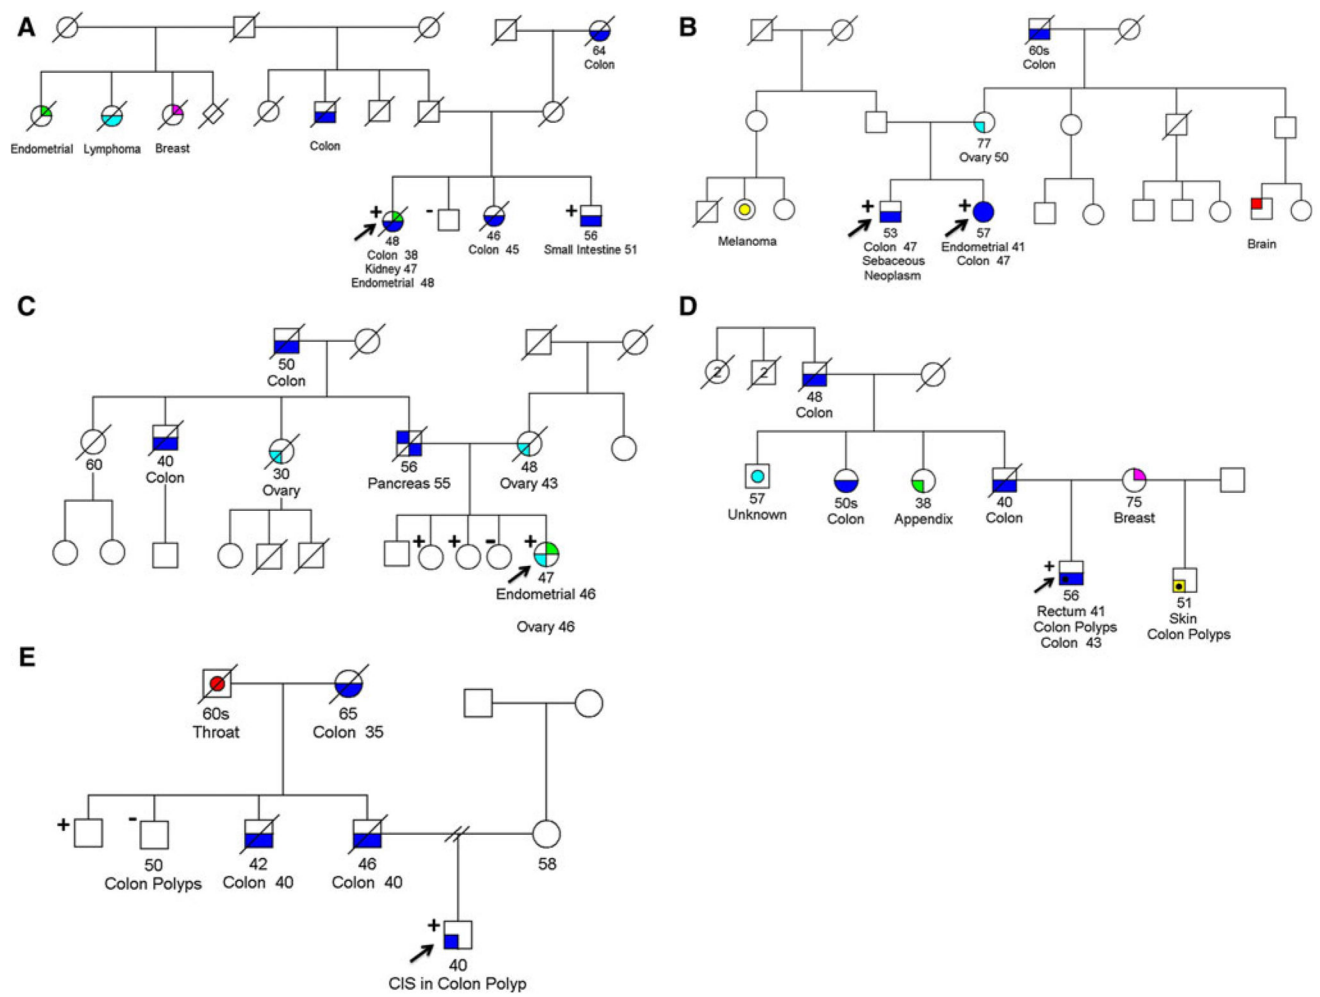 A
64
Colon
Endometrial
Lymphoma
Breast
Colon
+
-
+
48
Colon 38
Kidney 47
Endometrial 48
46
Colon 45
56
Small Intestine 51
B
60s
Colon
77
Ovary 50
Melanoma
+
+
53
Colon 47
Sebaceous
Neoplasm
57
Endometrial 41
Colon 47
Brain
C
50
Colon
60
40
Colon
30
Ovary
56
Pancreas 55
48
Ovary 43
+
+
-
+
47
Endometrial 46
Ovary 46
D
2
2
48
Colon
57
Unknown
50s
Colon
38
Appendix
40
Colon
75
Breast
+
56
Rectum 41
Colon Polyps
Colon 43
51
Skin
Colon Polyps
E
60s
Throat
65
Colon 35
+
-
50
Colon Polyps
42
Colon 40
46
Colon 40
58
+
40
CIS in Colon Polyp